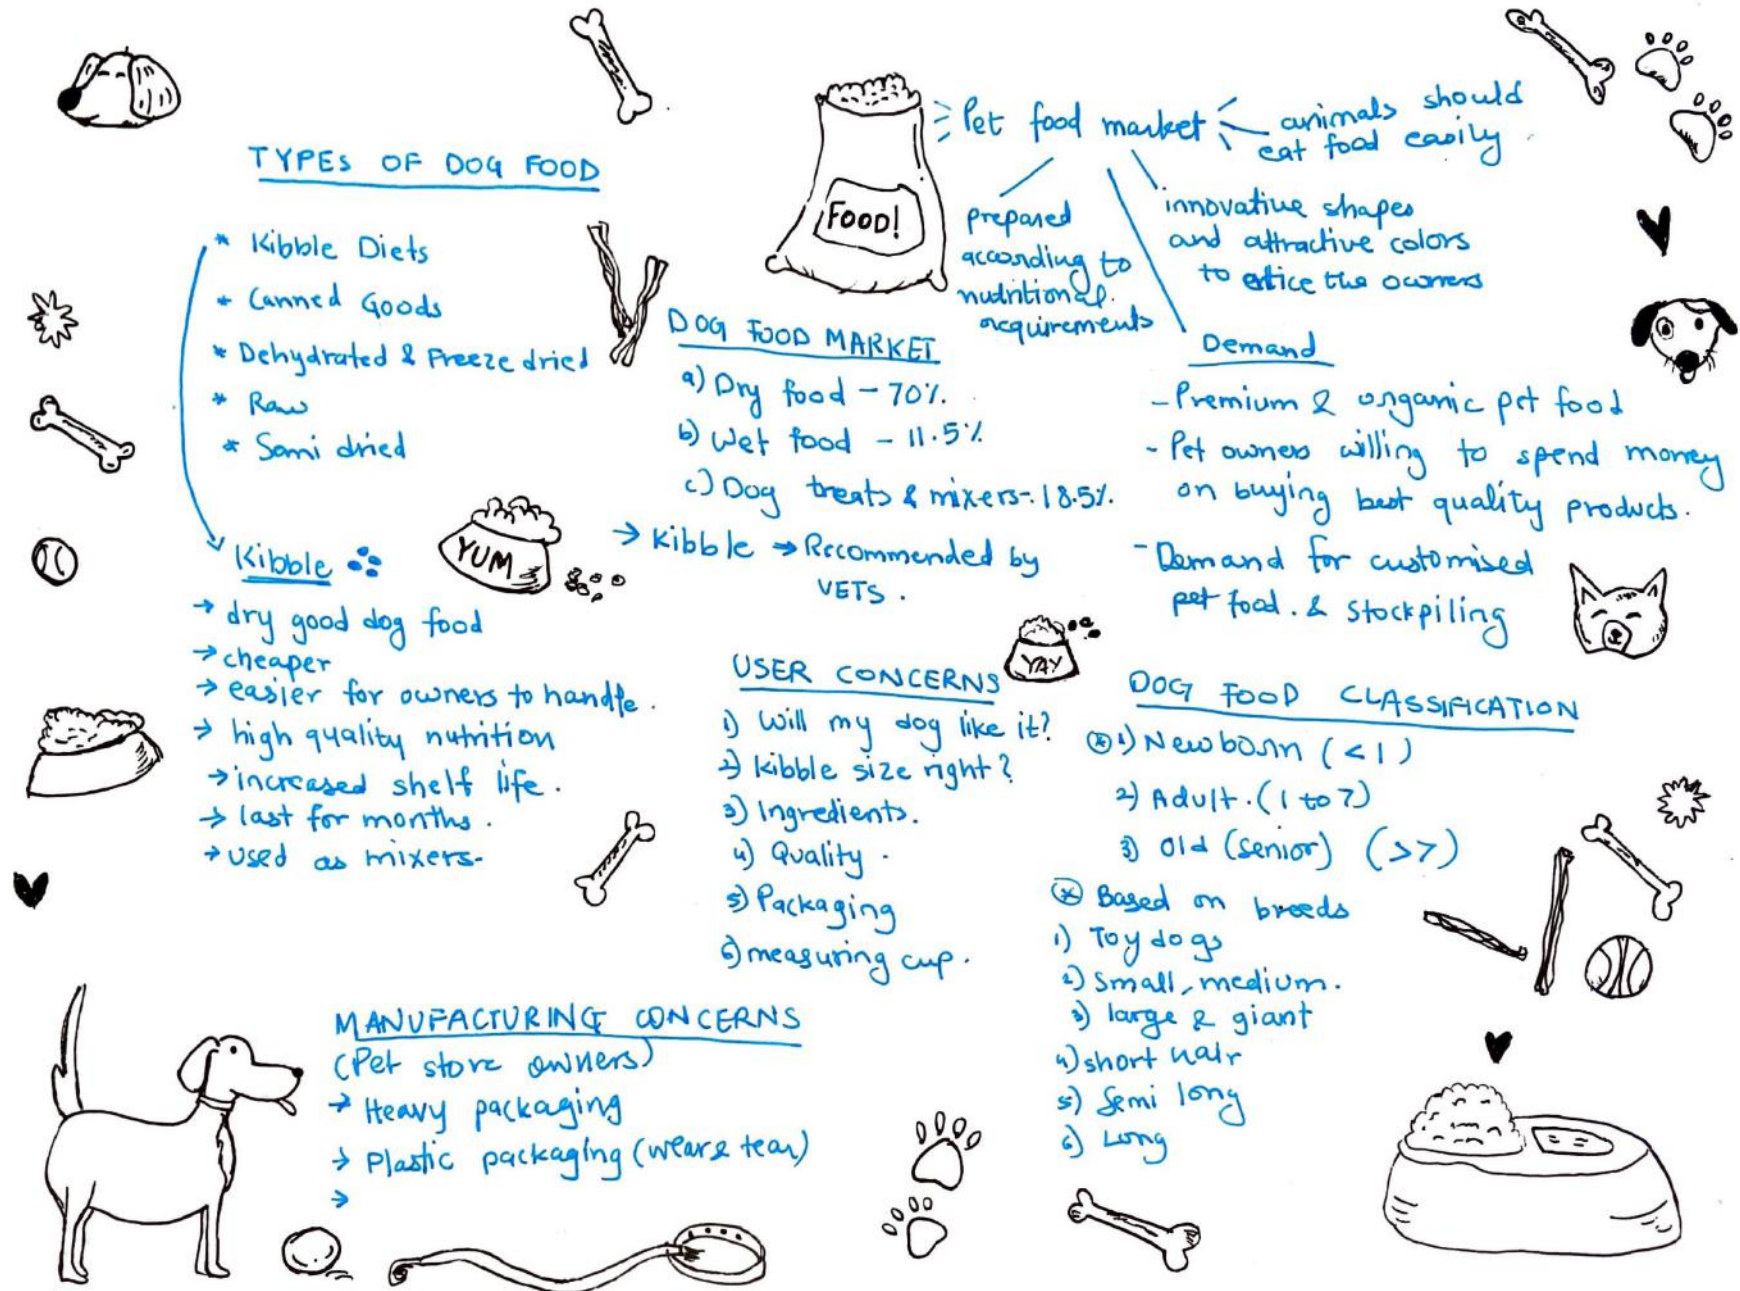 TYPES OF DOG FOOD
* Kibble Diets
* Canned Goods
* Dehydrated & Freeze dried
* Raw
* Semi dried
Kibble
→ dry good dog food
→ cheaper
→ easier for owners to handle.
→ high quality nutrition
→ increased shelf life.
→ last for months.
→ used as mixers-
FOOD!
Pet food market
animals should
eat food easily
prepared
according to
nutritional
requirements
innovative shapes
and attractive colors
to entice the owners
DOG FOOD MARKET
a) Dry food - 70%.
b) Wet food - 11.5%
c) Dog treats & mixers-18.5%.
→ Kibble → Recommended by
VETS.
YUM
Demand
- Premium & organic pet food
- Pet owners willing to spend money
on buying best quality products.
- Demand for customised
pet food. & stockpiling
YAY
USER CONCERNS
1) Will my dog like it?
2) Kibble size right?
3) Ingredients.
4) Quality.
5) Packaging
6) measuring cup.
DOG FOOD CLASSIFICATION
* 1) Newborn (<1)
2) Adult. (1 to 7)
3) Old (senior) (>7)
* Based on breeds
1) Toy dogs
2) Small, medium.
3) large & giant
4) short hair
5) Semi long
6) Long
MANUFACTURING CONCERNS
(Pet store owners)
→ Heavy packaging
→ Plastic packaging (wear & tear)
→